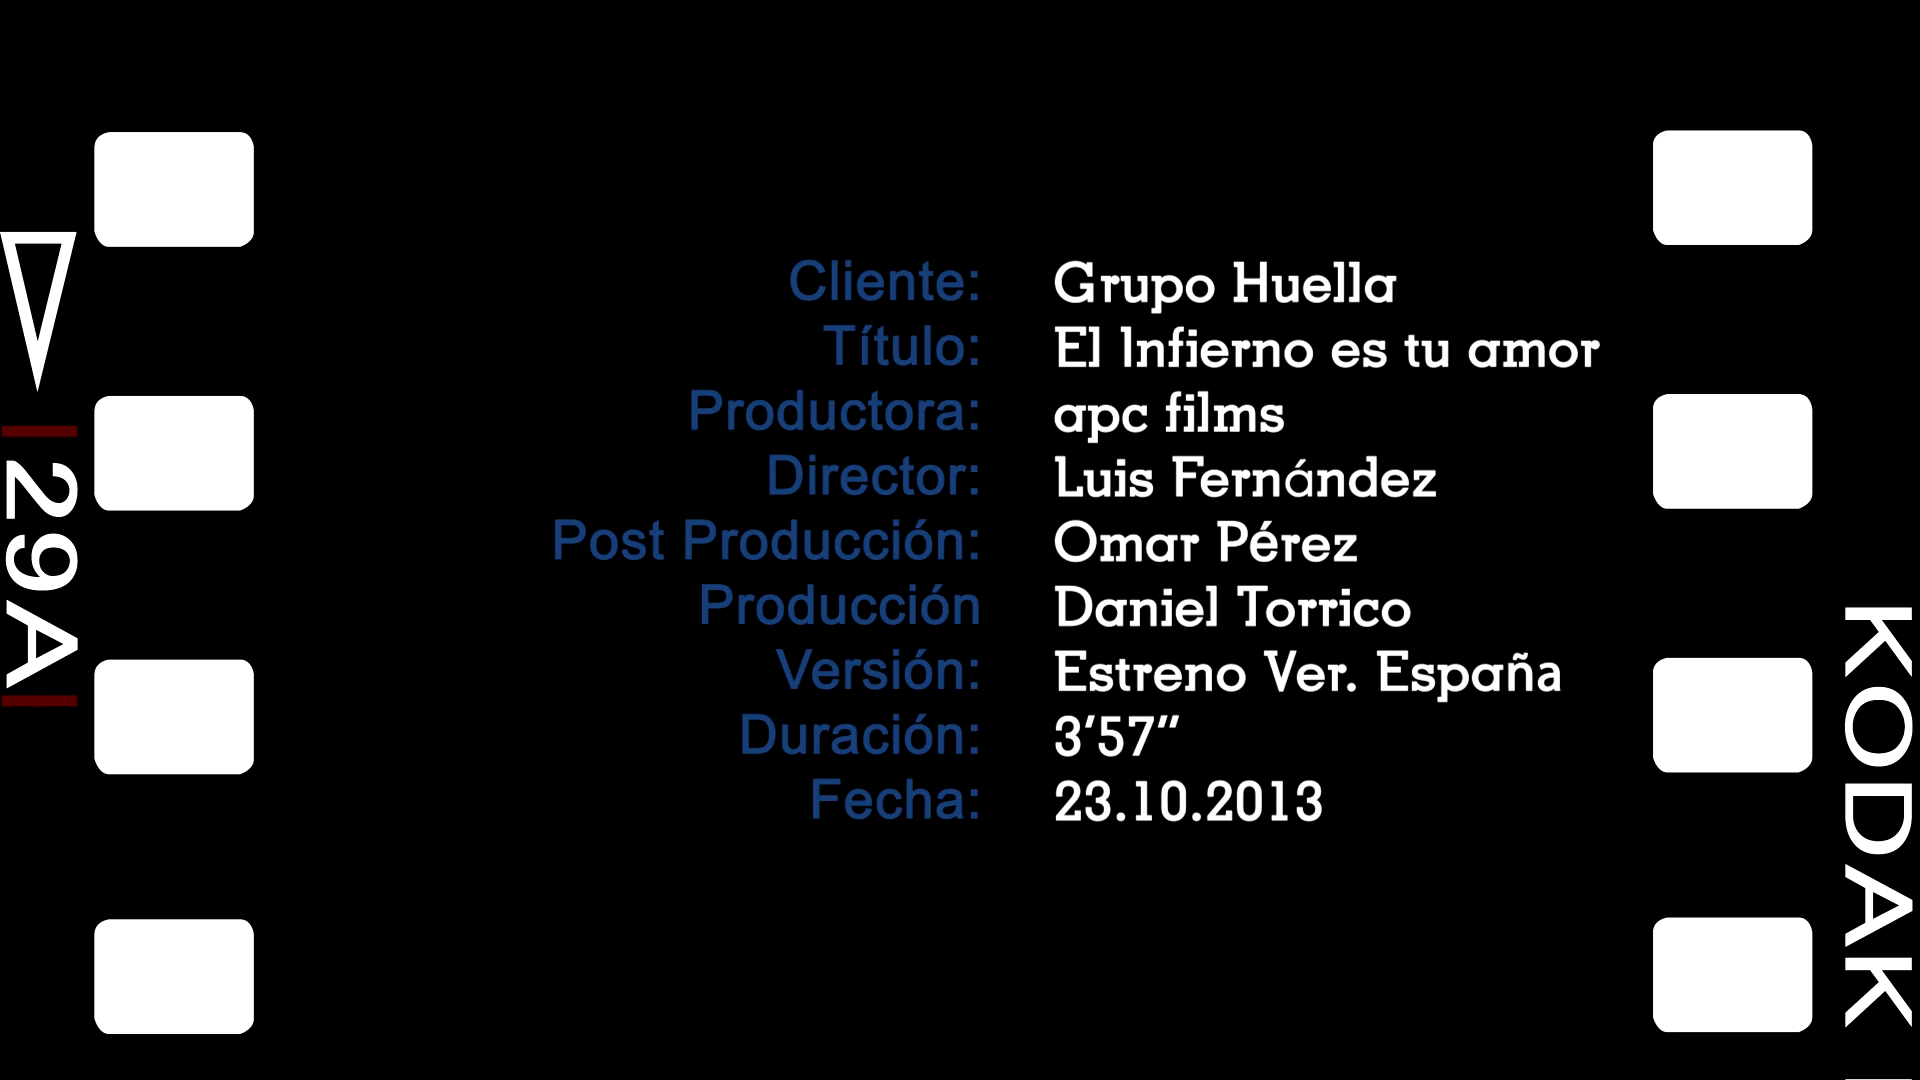 Cliente: Grupo Huella
Título: El Infierno es tu amor
Productora: apc films
Director: Luis Fernández
Post Producción: Omar Pérez
Producción Daniel Torrico
Versión: Estreno Ver. España
Duración: 3'57"
Fecha: 23.10.2013
29A
KODAK